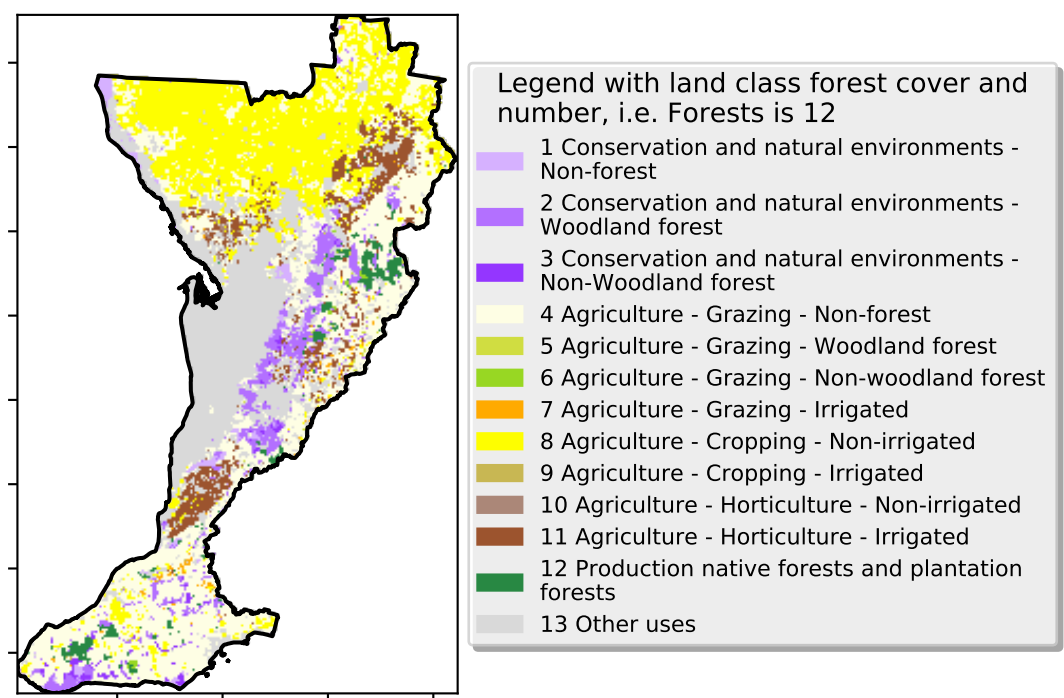 Legend with land class forest cover and
number, i.e. Forests is 12
1 Conservation and natural environments -
Non-forest
2 Conservation and natural environments -
Woodland forest
3 Conservation and natural environments -
Non-Woodland forest
4 Agriculture - Grazing - Non-forest
5 Agriculture - Grazing - Woodland forest
6 Agriculture - Grazing - Non-woodland forest
7 Agriculture - Grazing - Irrigated
8 Agriculture - Cropping - Non-irrigated
9 Agriculture - Cropping - Irrigated
10 Agriculture - Horticulture - Non-irrigated
11 Agriculture - Horticulture - Irrigated
12 Production native forests and plantation
forests
13 Other uses